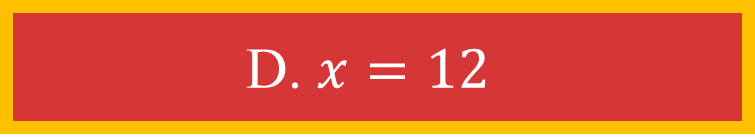 D. 𝑥 = 12